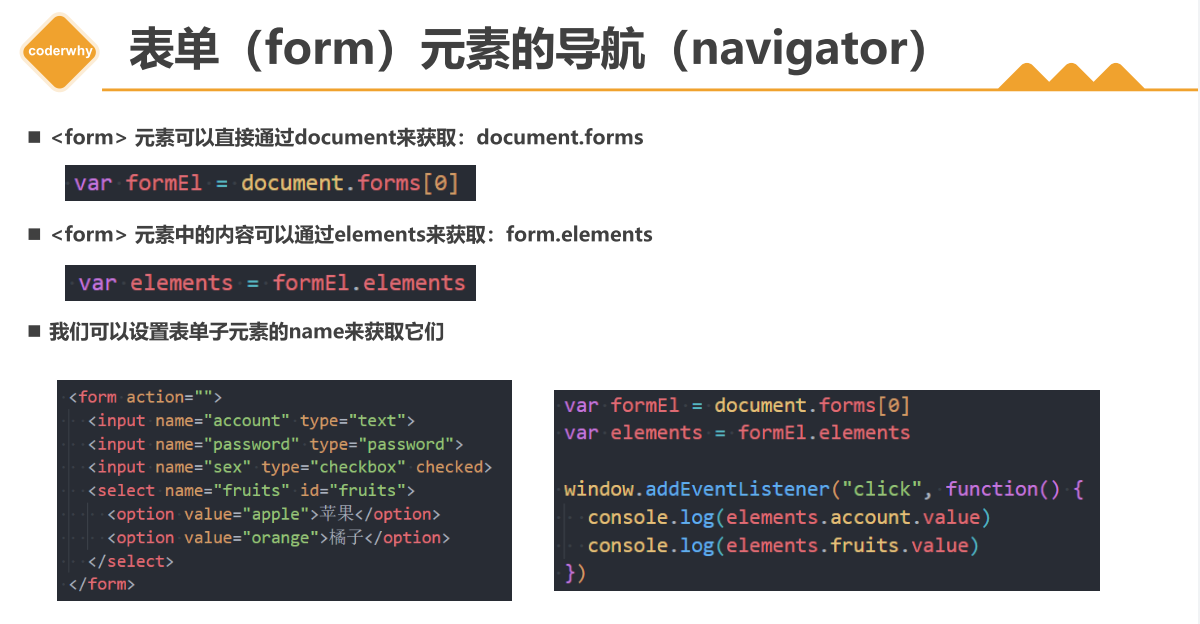 coderwhy
表单（form）元素的导航（navigator）
<form> 元素可以直接通过document来获取：document.forms
var formEl = document.forms[0]
<form> 元素中的内容可以通过elements来获取：form.elements
var elements = formEl.elements
我们可以设置表单子元素的name来获取它们
<form action="">
<input name="account" type="text">
<input name="password" type="password">
<input name="sex" type="checkbox" checked>
<select name="fruits" id="fruits">
<option value="apple">苹果</option>
<option value="orange">橘子</option>
</select>
</form>
var formEl = document.forms[0]
var elements = formEl.elements
window.addEventListener("click", function() {
console.log(elements.account.value)
console.log(elements.fruits.value)
})